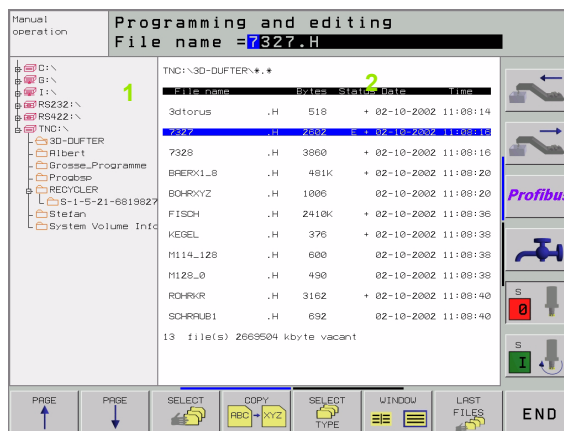 Manual operation
Programming and editing
File name =7327.H
C:\
G:\
I:\
RS232:\
RS422:\
TNC:\
3D-DUFTER
Albert
Grosse_Programme
Progbsp
RECYCLER
S-1-5-21-6819827
Stefan
System Volume Info
1
TNC:\3D-DUFTER\*.*
2
File name Bytes Status Date Time
3dtorus .H 518 + 02-10-2002 11:08:14
7327 .H 2602 E + 02-10-2002 11:08:16
7328 .H 3860 + 02-10-2002 11:08:16
BAERX1_8 .H 481K + 02-10-2002 11:08:20
BOHRXYZ .H 1006 02-10-2002 11:08:20
FISCH .H 2410K + 02-10-2002 11:08:36
KEGEL .H 376 + 02-10-2002 11:08:38
M114_128 .H 600 02-10-2002 11:08:38
M128_0 .H 490 02-10-2002 11:08:38
ROHRKR .H 3162 + 02-10-2002 11:08:40
SCHRAUB1 .H 692 02-10-2002 11:08:40
13 file(s) 2669504 kbyte vacant
Profibus
S
0
S
I
PAGE
PAGE
SELECT
COPY
ABC
XYZ
SELECT
TYPE
WINDOW
LAST
FILES
END